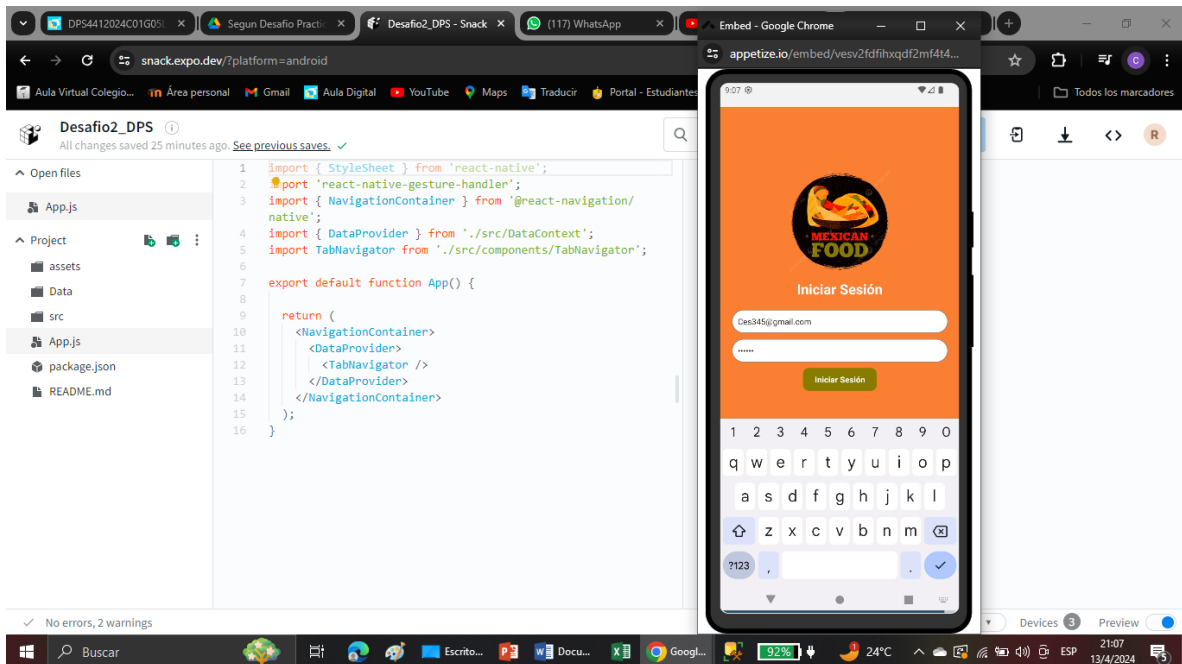 DPS4412024C01G05L
Segun Desafio Practic
Desafio2_DPS - Snack
(117) WhatsApp
Embed - Google Chrome
snack.expo.dev/?platform=android
appetize.io/embed/vesv2fdfihxqdf2mf4t4...
Aula Virtual Colegio...
Área personal
Gmail
Aula Digital
YouTube
Maps
Traducir
Portal - Estudiantes
Todos los marcadores
Desafio2_DPS
All changes saved 25 minutes ago. See previous saves.
R
Open files
App.js
Project
assets
Data
src
App.js
package.json
README.md
1 import { StyleSheet } from 'react-native';
2 port 'react-native-gesture-handler';
3 import { NavigationContainer } from '@react-navigation/
native';
4 import { DataProvider } from './src/DataContext';
5 import TabNavigator from './src/components/TabNavigator';
6
7 export default function App() {
8
9 return (
10 <NavigationContainer>
11 <DataProvider>
12 <TabNavigator />
13 </DataProvider>
14 </NavigationContainer>
15 );
16 }
9:07
MEXICAN
FOOD
Iniciar Sesión
Ces345@gmail.com
••••••
Iniciar Sesión
1 2 3 4 5 6 7 8 9 0
q w e r t y u i o p
a s d f g h j k l
z x c v b n m
?123 , .
No errors, 2 warnings
Devices 3
Preview
Buscar
Escrito...
Docu...
Googl...
92%
24°C
ESP
21:07
13/4/2024
5